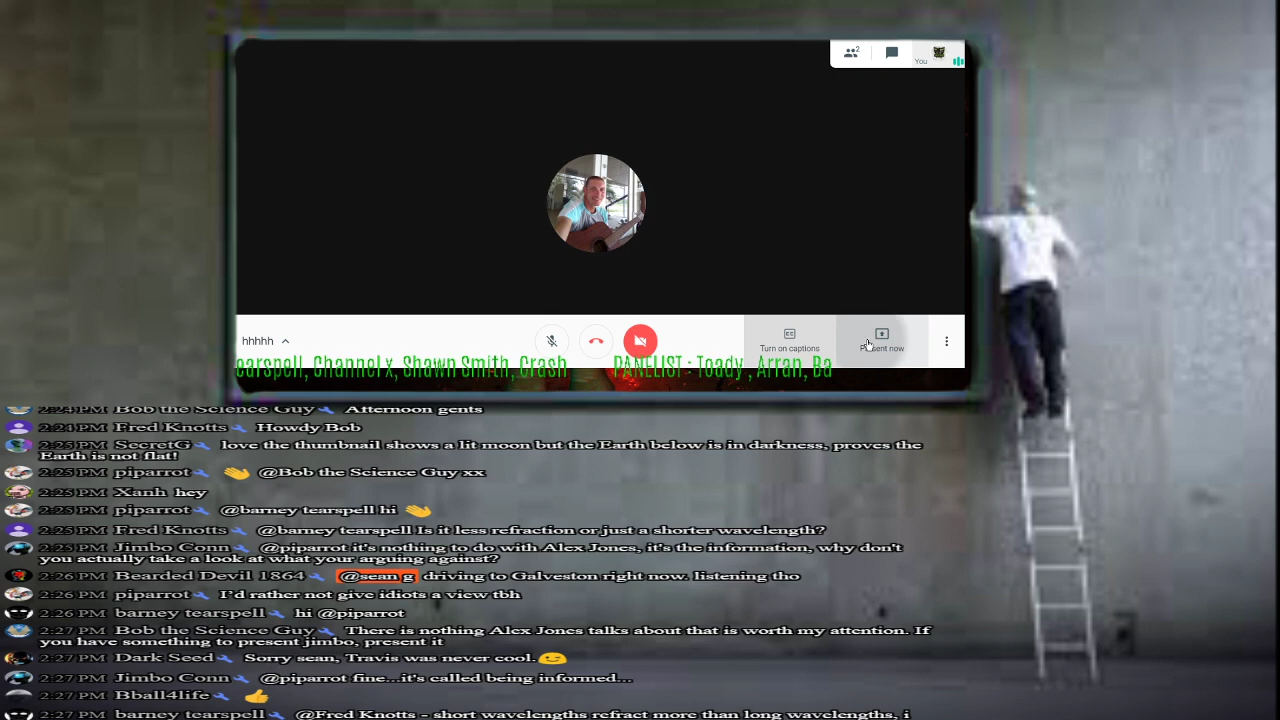 2
You
hhhhh
Turn on captions
Present now
earspell, Channel x, Shawn Smith, Crash PANELIST : Toady , Arran, Ba
2:24 PM Bob the Science Guy Afternoon gents
2:24 PM Fred Knotts Howdy Bob
2:25 PM SecretG love the thumbnail shows a lit moon but the Earth below is in darkness, proves the
Earth is not flat!
2:25 PM piparrot 👋 @Bob the Science Guy xx
2:25 PM Xanh hey
2:25 PM piparrot @barney tearspell hi 👋
2:25 PM Fred Knotts @barney tearspell Is it less refraction or just a shorter wavelength?
2:25 PM Jimbo Conn @piparrot it's nothing to do with Alex Jones, it's the information, why don't
you actually take a look at what your arguing against?
2:26 PM Bearded Devil 1864 @sean g driving to Galveston right now. listening tho
2:26 PM piparrot I'd rather not give idiots a view tbh
2:26 PM barney tearspell hi @piparrot
2:27 PM Bob the Science Guy There is nothing Alex Jones talks about that is worth my attention. If
you have something to present jimbo, present it
2:27 PM Dark Seed Sorry sean, Travis was never cool. 😉
2:27 PM Jimbo Conn @piparrot fine...it's called being informed...
2:27 PM Bball4life 👍
2:27 PM barney tearspell @Fred Knotts - short wavelengths refract more than long wavelengths, i